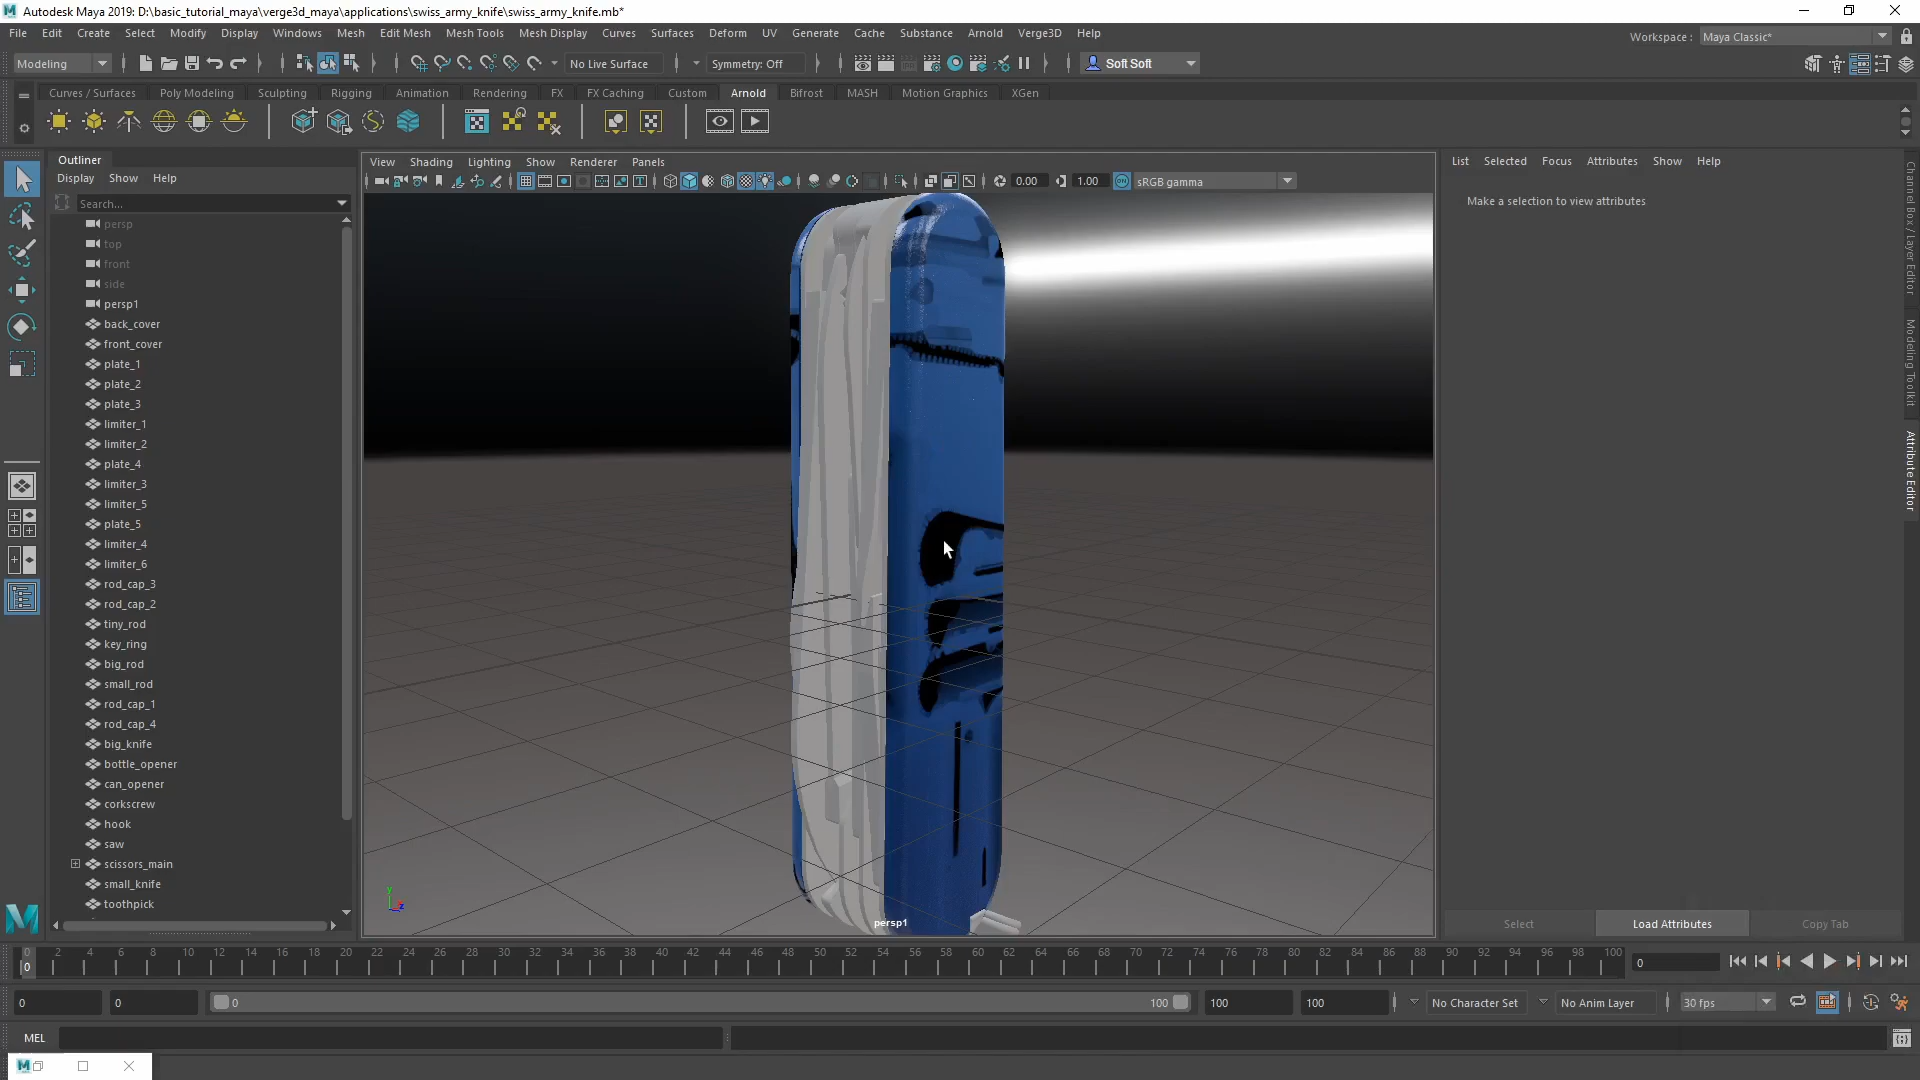 Autodesk Maya 2019: D:\basic_tutorial_maya\verge3d_maya\applications\swiss_army_knife\swiss_army_knife.mb*
File Edit Create Select Modify Display Windows Mesh Edit Mesh Mesh Tools Mesh Display Curves Surfaces Deform UV Generate Cache Substance Arnold Verge3D Help
Workspace : Maya Classic*
Modeling No Live Surface Symmetry: Off Soft Soft
Curves / Surfaces Poly Modeling Sculpting Rigging Animation Rendering FX FX Caching Custom Arnold Bifrost MASH Motion Graphics XGen
Outliner
Display Show Help
Search...
persp
top
front
side
persp1
back_cover
front_cover
plate_1
plate_2
plate_3
limiter_1
limiter_2
plate_4
limiter_3
limiter_5
plate_5
limiter_4
limiter_6
rod_cap_3
rod_cap_2
tiny_rod
key_ring
big_rod
small_rod
rod_cap_1
rod_cap_4
big_knife
bottle_opener
can_opener
corkscrew
hook
saw
scissors_main
small_knife
toothpick
View Shading Lighting Show Renderer Panels
0.00 1.00 ON sRGB gamma
y
z
persp1
List Selected Focus Attributes Show Help
Make a selection to view attributes
Select Load Attributes Copy Tab
Channel Box / Layer Editor
Modeling Toolkit
Attribute Editor
0 2 4 6 8 10 12 14 16 18 20 22 24 26 28 30 32 34 36 38 40 42 44 46 48 50 52 54 56 58 60 62 64 66 68 70 72 74 76 78 80 82 84 86 88 90 92 94 96 98 100
0
0
0 0 0 100 100 100 No Character Set No Anim Layer 30 fps
MEL